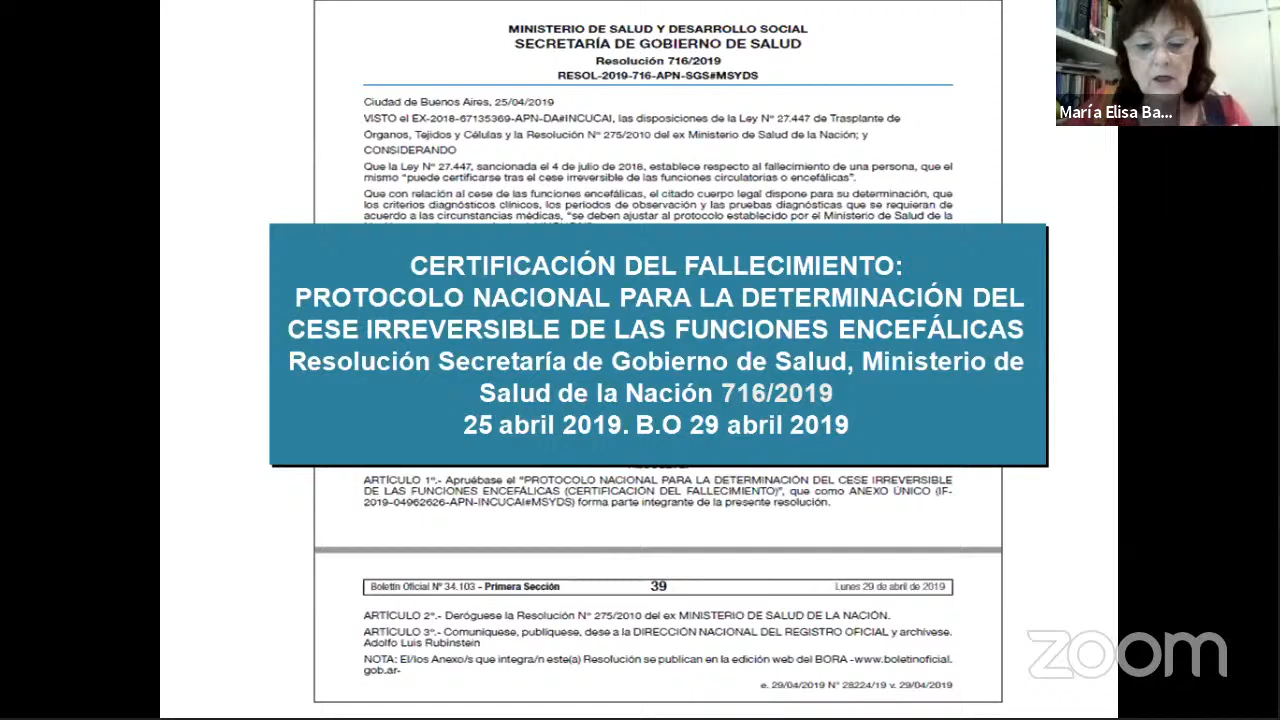 MINISTERIO DE SALUD Y DESARROLLO SOCIAL
SECRETARÍA DE GOBIERNO DE SALUD
Resolución 716/2019
RESOL-2019-716-APN-SGS#MSYDS
Ciudad de Buenos Aires, 25/04/2019
VISTO el EX-2018-67135369-APN-DA#INCUCAI, las disposiciones de la Ley N° 27.447 de Trasplante de
Organos, Tejidos y Células y la Resolución N° 275/2010 del ex Ministerio de Salud de la Nación; y
CONSIDERANDO
Que la Ley N° 27.447, sancionada el 4 de julio de 2018, establece respecto al fallecimiento de una persona, que el
mismo "puede certificarse tras el cese irreversible de las funciones circulatorias o encefálicas".
Que con relación al cese de las funciones encefálicas, el citado cuerpo legal dispone para su determinación, que
los criterios diagnósticos clínicos, los periodos de observación y las pruebas diagnósticas que se requieran de
acuerdo a las circunstancias médicas, "se deben ajustar al protocolo establecido por el Ministerio de Salud de la
CERTIFICACIÓN DEL FALLECIMIENTO:
PROTOCOLO NACIONAL PARA LA DETERMINACIÓN DEL
CESE IRREVERSIBLE DE LAS FUNCIONES ENCEFÁLICAS
Resolución Secretaría de Gobierno de Salud, Ministerio de
Salud de la Nación 716/2019
25 abril 2019. B.O 29 abril 2019
ARTÍCULO 1°.- Apruébase el "PROTOCOLO NACIONAL PARA LA DETERMINACIÓN DEL CESE IRREVERSIBLE
DE LAS FUNCIONES ENCEFÁLICAS (CERTIFICACIÓN DEL FALLECIMIENTO)", que como ANEXO ÚNICO (IF-
2019-04962626-APN-INCUCAI#MSYDS) forma parte integrante de la presente resolución.
Boletín Oficial N° 34.103 - Primera Sección 39 Lunes 29 de abril de 2019
ARTÍCULO 2°.- Deróguese la Resolución N° 275/2010 del ex MINISTERIO DE SALUD DE LA NACIÓN.
ARTÍCULO 3°.- Comuníquese, publíquese, dese a la DIRECCIÓN NACIONAL DEL REGISTRO OFICIAL y archívese.
Adolfo Luis Rubinstein
NOTA: El/los Anexo/s que integra/n este(a) Resolución se publican en la edición web del BORA -www.boletinoficial.
gob.ar-
e. 29/04/2019 N° 28224/19 v. 29/04/2019
María Elisa Ba...
zoom